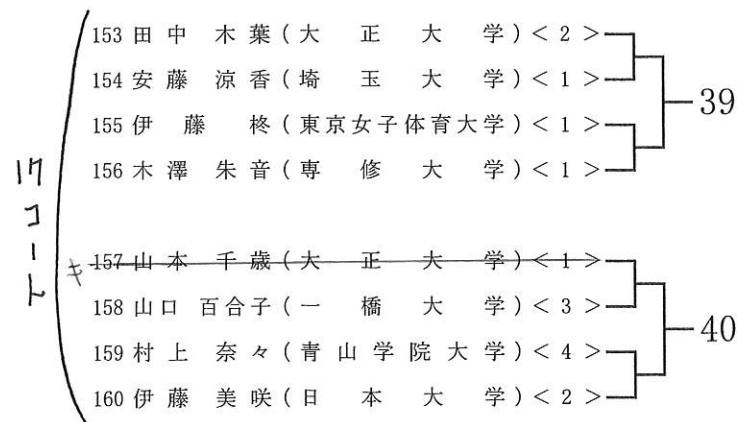 17コート
153 田中 木葉(大正大学)< 2 >
154 安藤 涼香(埼玉大学)< 1 >
155 伊藤 柊(東京女子体育大学)< 1 >
156 木澤 朱音(専修大学)< 1 >
39
キ 157 山本 千歳(大正大学)< 1 >
158 山口 百合子(一橋大学)< 3 >
159 村上 奈々(青山学院大学)< 4 >
160 伊藤 美咲(日本大学)< 2 >
40